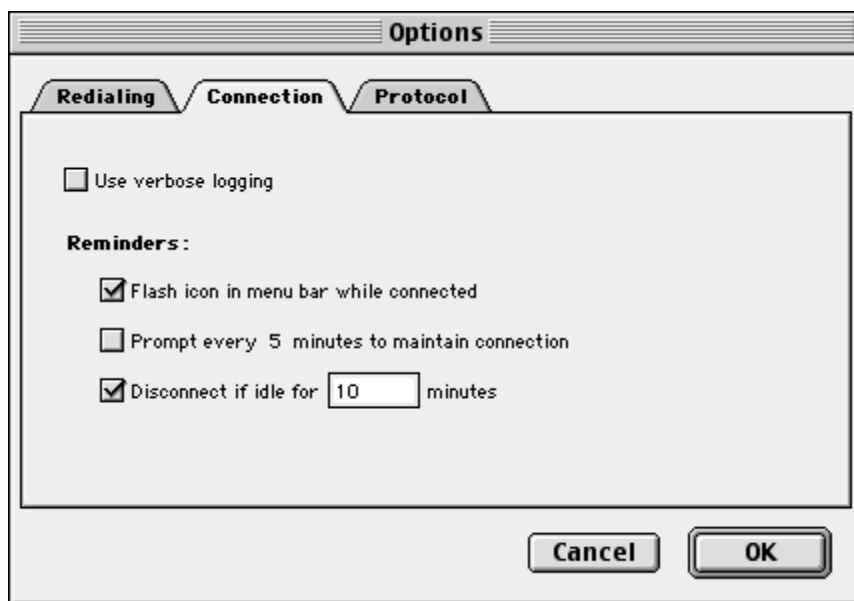 Options
Redialing Connection Protocol
Use verbose logging
Reminders:
Flash icon in menu bar while connected
Prompt every 5 minutes to maintain connection
Disconnect if idle for 10 minutes
Cancel OK